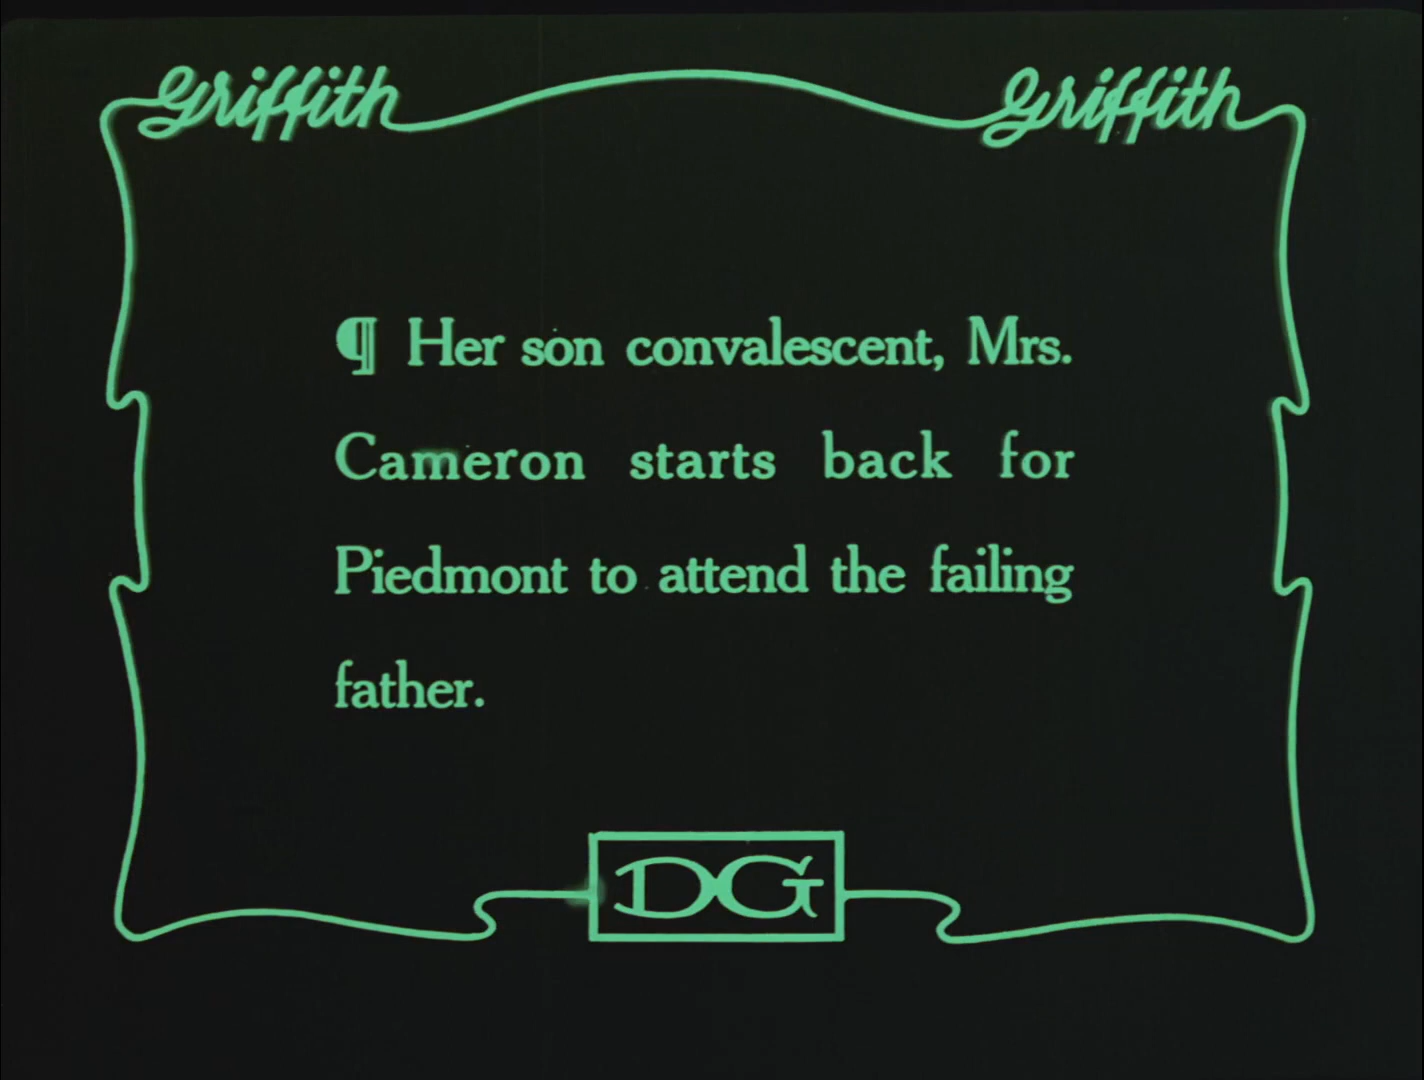 Griffith Griffith
¶ Her son convalescent, Mrs.
Cameron starts back for
Piedmont to attend the failing
father.
DG